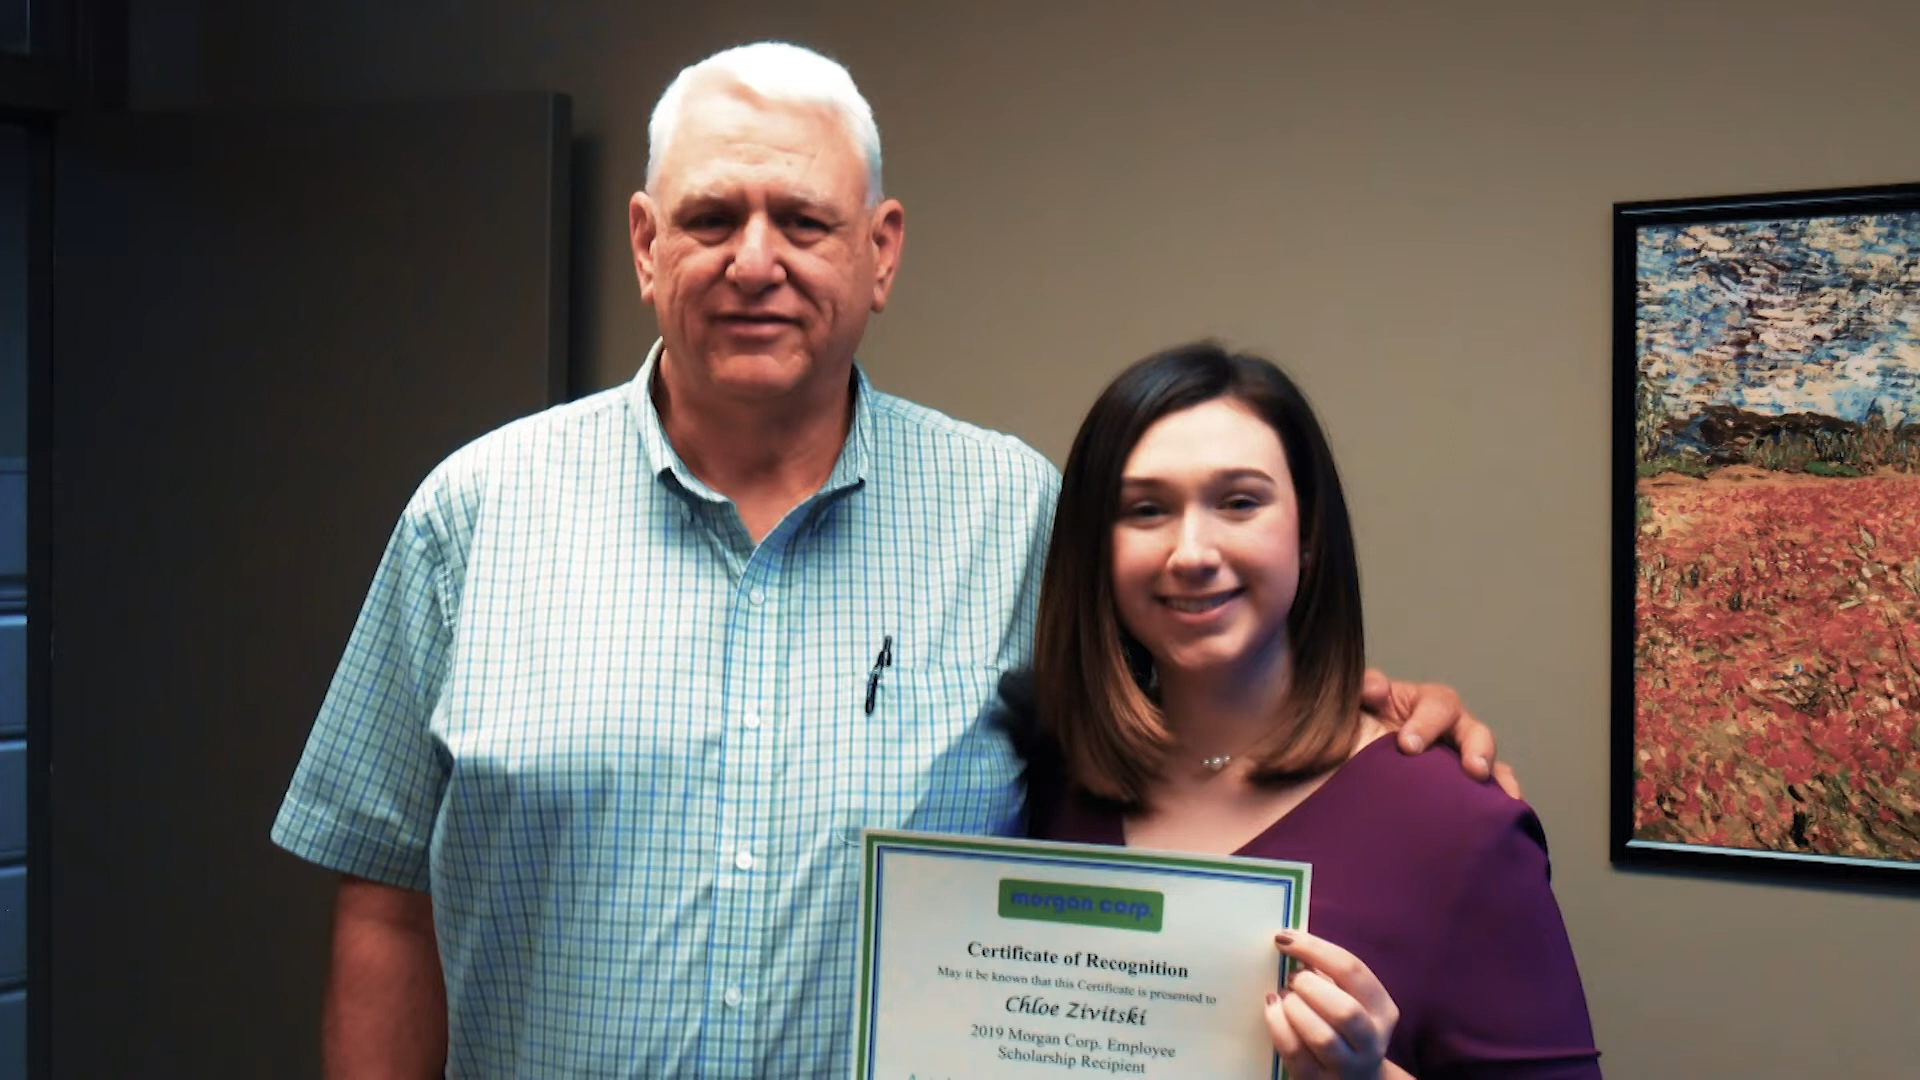 morgan corp.
Certificate of Recognition
May it be known that this Certificate is presented to
Chloe Zivitski
2019 Morgan Corp. Employee
Scholarship Recipient